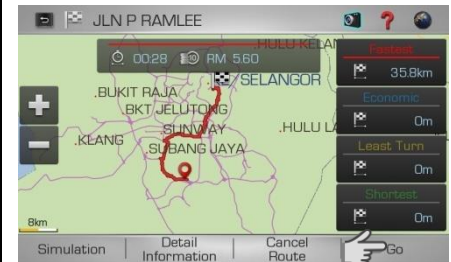 JLN P RAMLEE
?
HULU KELAN
00:28 RM 5.60
Fastest
35.8km
SELANGOR
.BUKIT RAJA
BKT JELUTONG
Economic
0m
.KLANG
SUNWAY
.HULU LA
SUBANG JAYA
Least Turn
0m
Shortest
0m
8km
Simulation
Detail
Information
Cancel
Route
Go